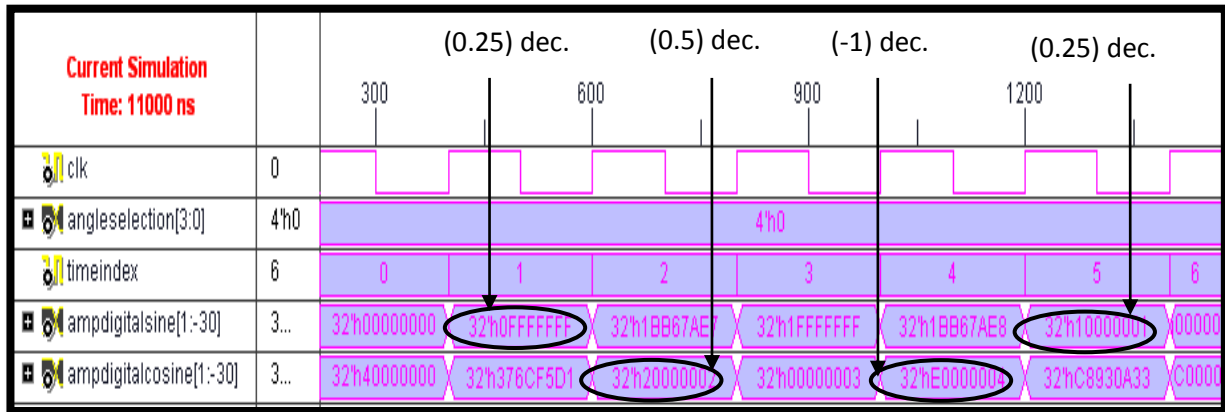 (0.25) dec. (0.5) dec. (-1) dec. (0.25) dec.
Current Simulation
Time: 11000 ns
300 600 900 1200
clk 0
angleselection[3:0] 4'h0 4'h0
timeindex 6 0 1 2 3 4 5 6
ampdigitalsine[1:-30] 3... 32'h00000000 32'h0FFFFFFF 32'h1BB67AE7 32'h1FFFFFFF 32'h1BB67AE8 32'h10000001 00000
ampdigitalcosine[1:-30] 3... 32'h40000000 32'h376CF5D1 32'h20000002 32'h00000003 32'hE0000004 32'hC8930A33 C0000